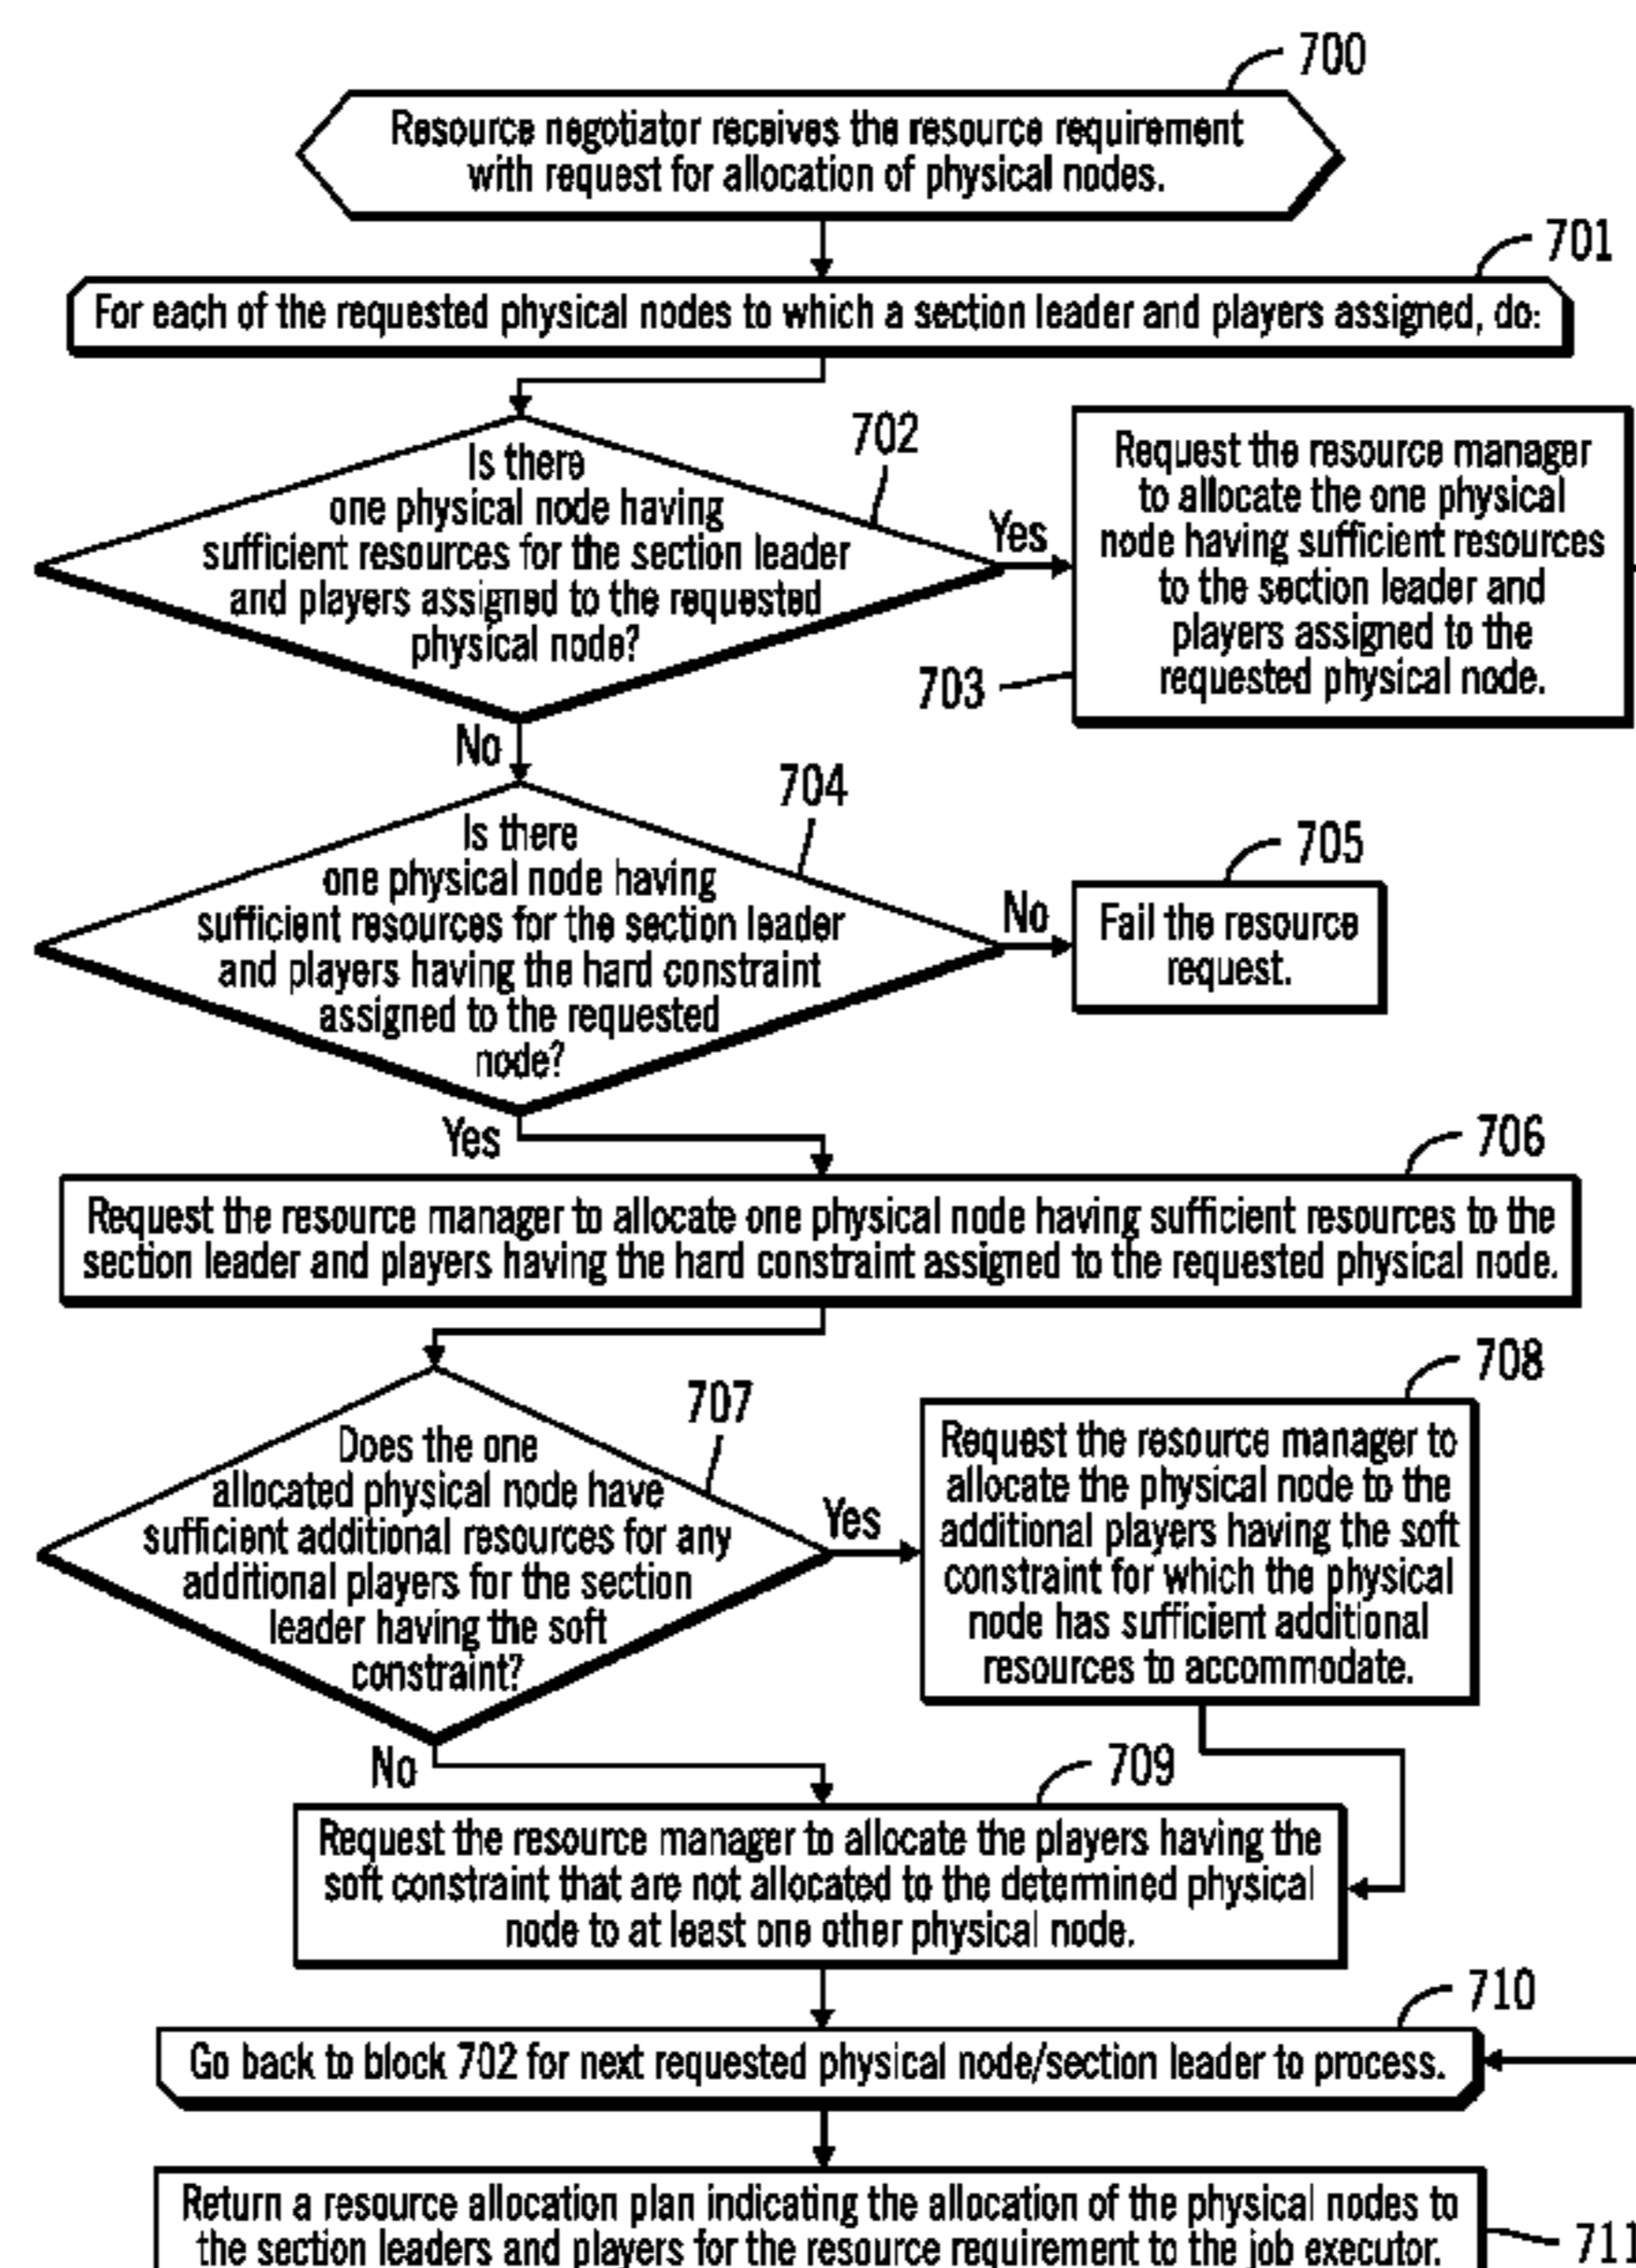 700
Resource negotiator receives the resource requirement
with request for allocation of physical nodes.
701
For each of the requested physical nodes to which a section leader and players assigned, do:
702
Is there
one physical node having
sufficient resources for the section leader
and players assigned to the requested
physical node?
Yes
Request the resource manager
to allocate the one physical
node having sufficient resources
to the section leader and
players assigned to the
requested physical node.
703
No
704
Is there
one physical node having
sufficient resources for the section leader
and players having the hard constraint
assigned to the requested
node?
No
705
Fail the resource
request.
Yes
706
Request the resource manager to allocate one physical node having sufficient resources to the
section leader and players having the hard constraint assigned to the requested physical node.
707
Does the one
allocated physical node have
sufficient additional resources for any
additional players for the section
leader having the soft
constraint?
Yes
708
Request the resource manager to
allocate the physical node to the
additional players having the soft
constraint for which the physical
node has sufficient additional
resources to accommodate.
No
709
Request the resource manager to allocate the players having the
soft constraint that are not allocated to the determined physical
node to at least one other physical node.
710
Go back to block 702 for next requested physical node/section leader to process.
Return a resource allocation plan indicating the allocation of the physical nodes to
the section leaders and players for the resource requirement to the job executor.
711